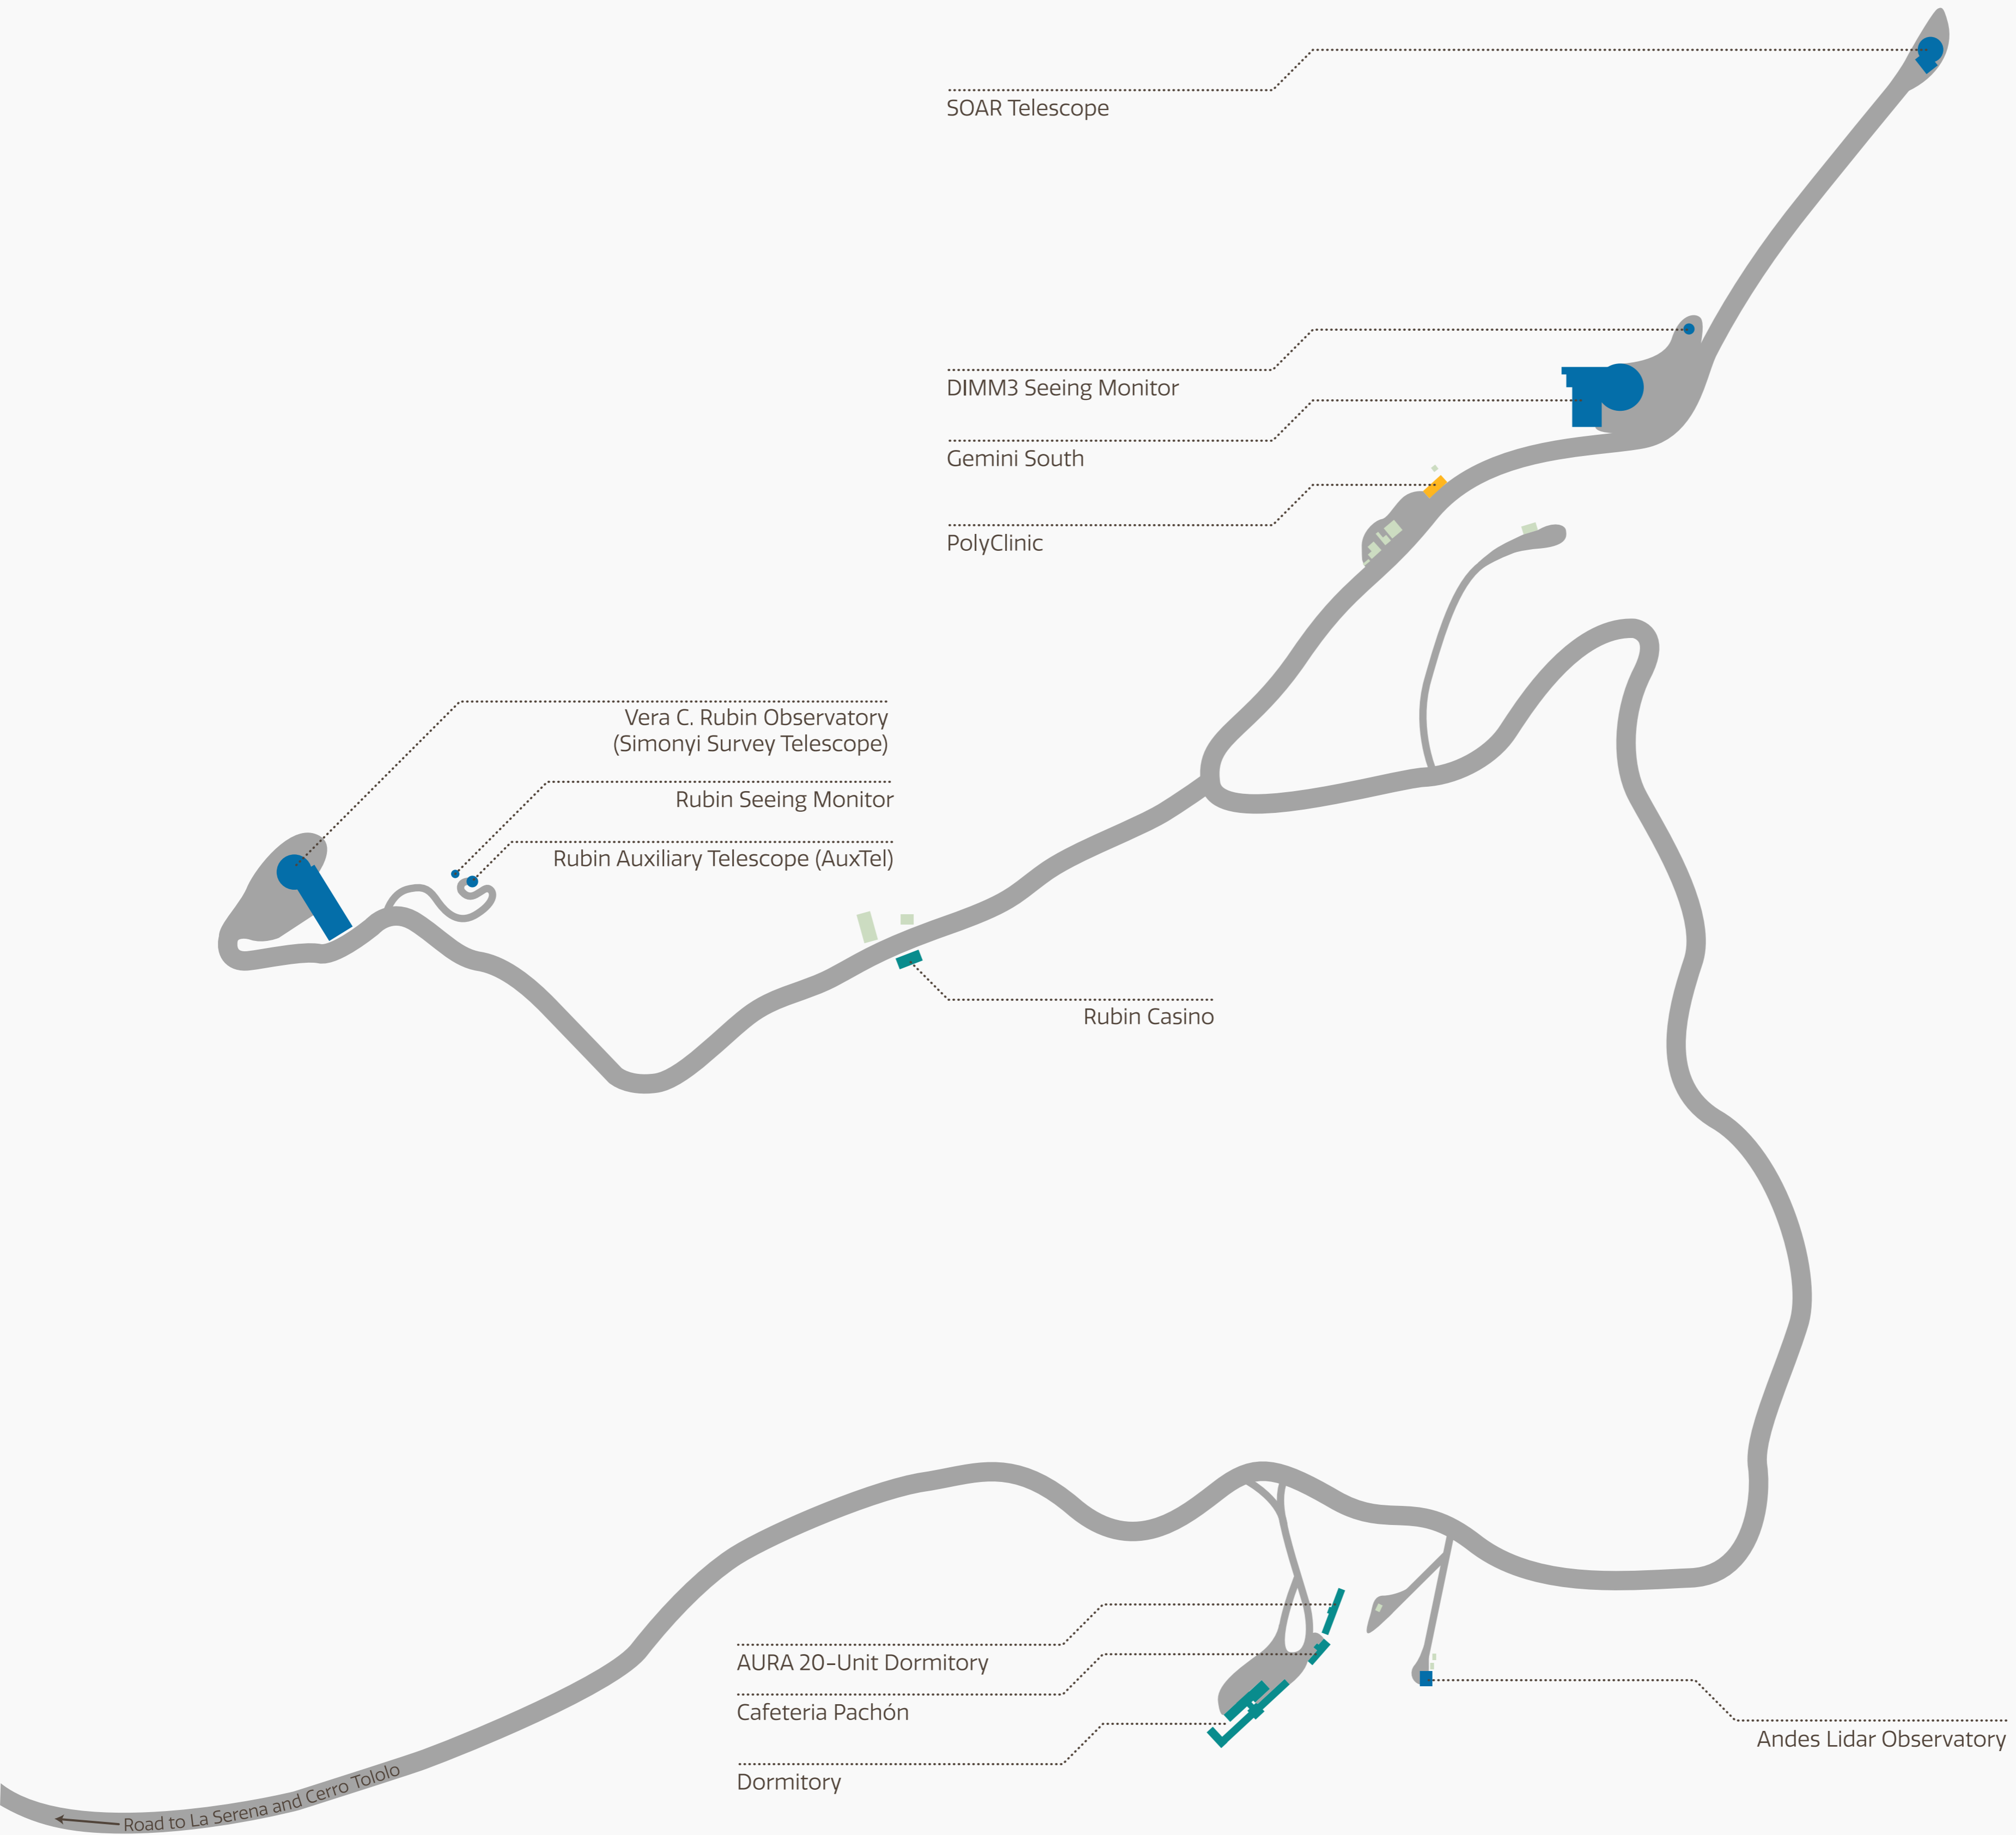 SOAR Telescope
DIMM3 Seeing Monitor
Gemini South
PolyClinic
Vera C. Rubin Observatory
(Simonyi Survey Telescope)
Rubin Seeing Monitor
Rubin Auxiliary Telescope (AuxTel)
Rubin Casino
AURA 20-Unit Dormitory
Cafeteria Pachón
Dormitory
Andes Lidar Observatory
Road to La Serena and Cerro Tololo